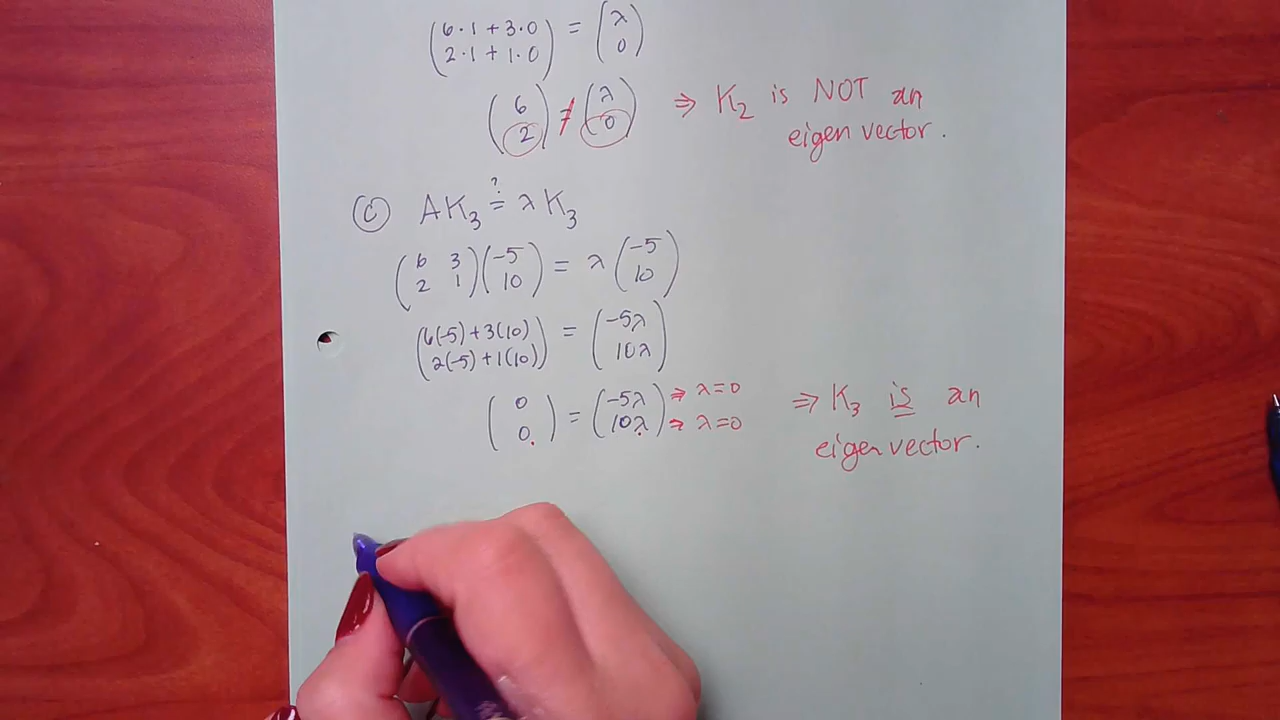 (6·1+3·0
2·1+1·0) = (λ
0)
(6
2) ≠ (λ
0) ⇒ K₂ is NOT an
eigen vector.
Ⓒ AK₃ ≟ λK₃
(6 3
2 1)(-5
10) = λ(-5
10)
(6(-5)+3(10)
2(-5)+1(10)) = (-5λ
10λ)
(0
0) = (-5λ
10λ) ⇒ λ=0
⇒ λ=0
⇒ K₃ is an
eigen vector.